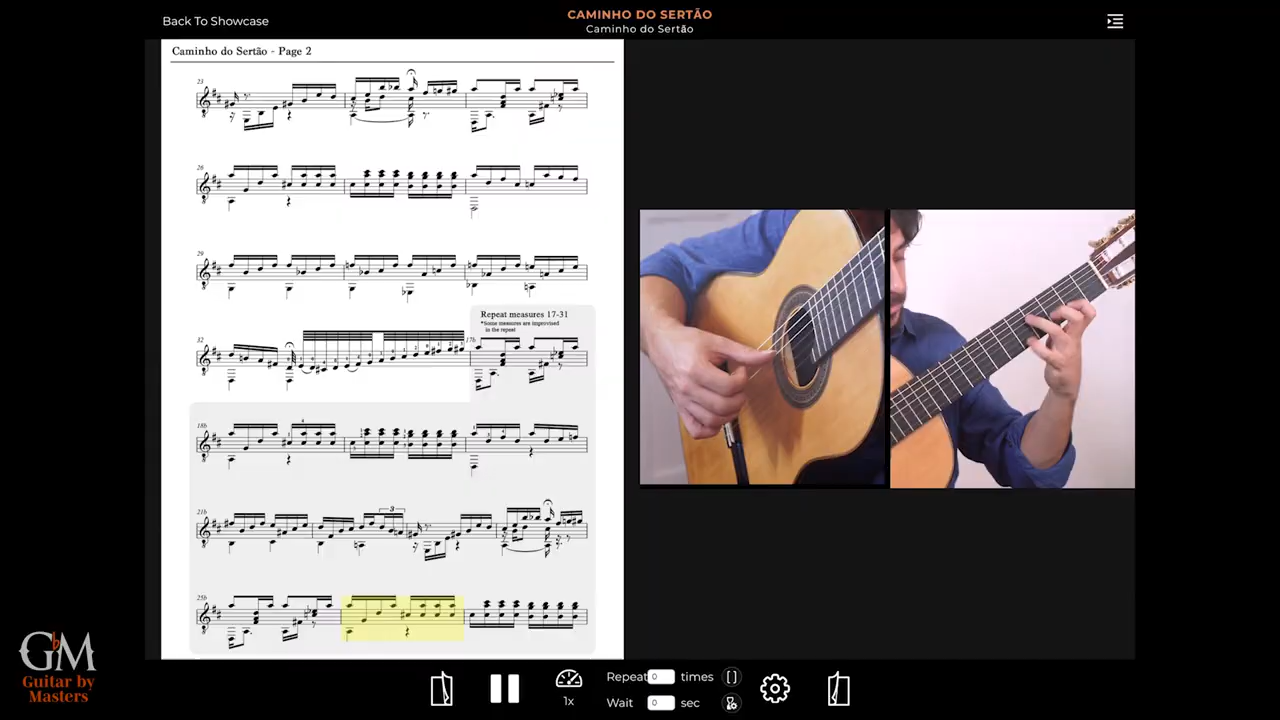 Back To Showcase
CAMINHO DO SERTÃO
Caminho do Sertão
Caminho do Sertão - Page 2
23
26
29
Repeat measures 17-31
*Some measures are improvised
in the repeat
32
17b
18b
21b
3
25b
GbM
Guitar by
Masters
1x
Repeat 0 times
Wait 0 sec